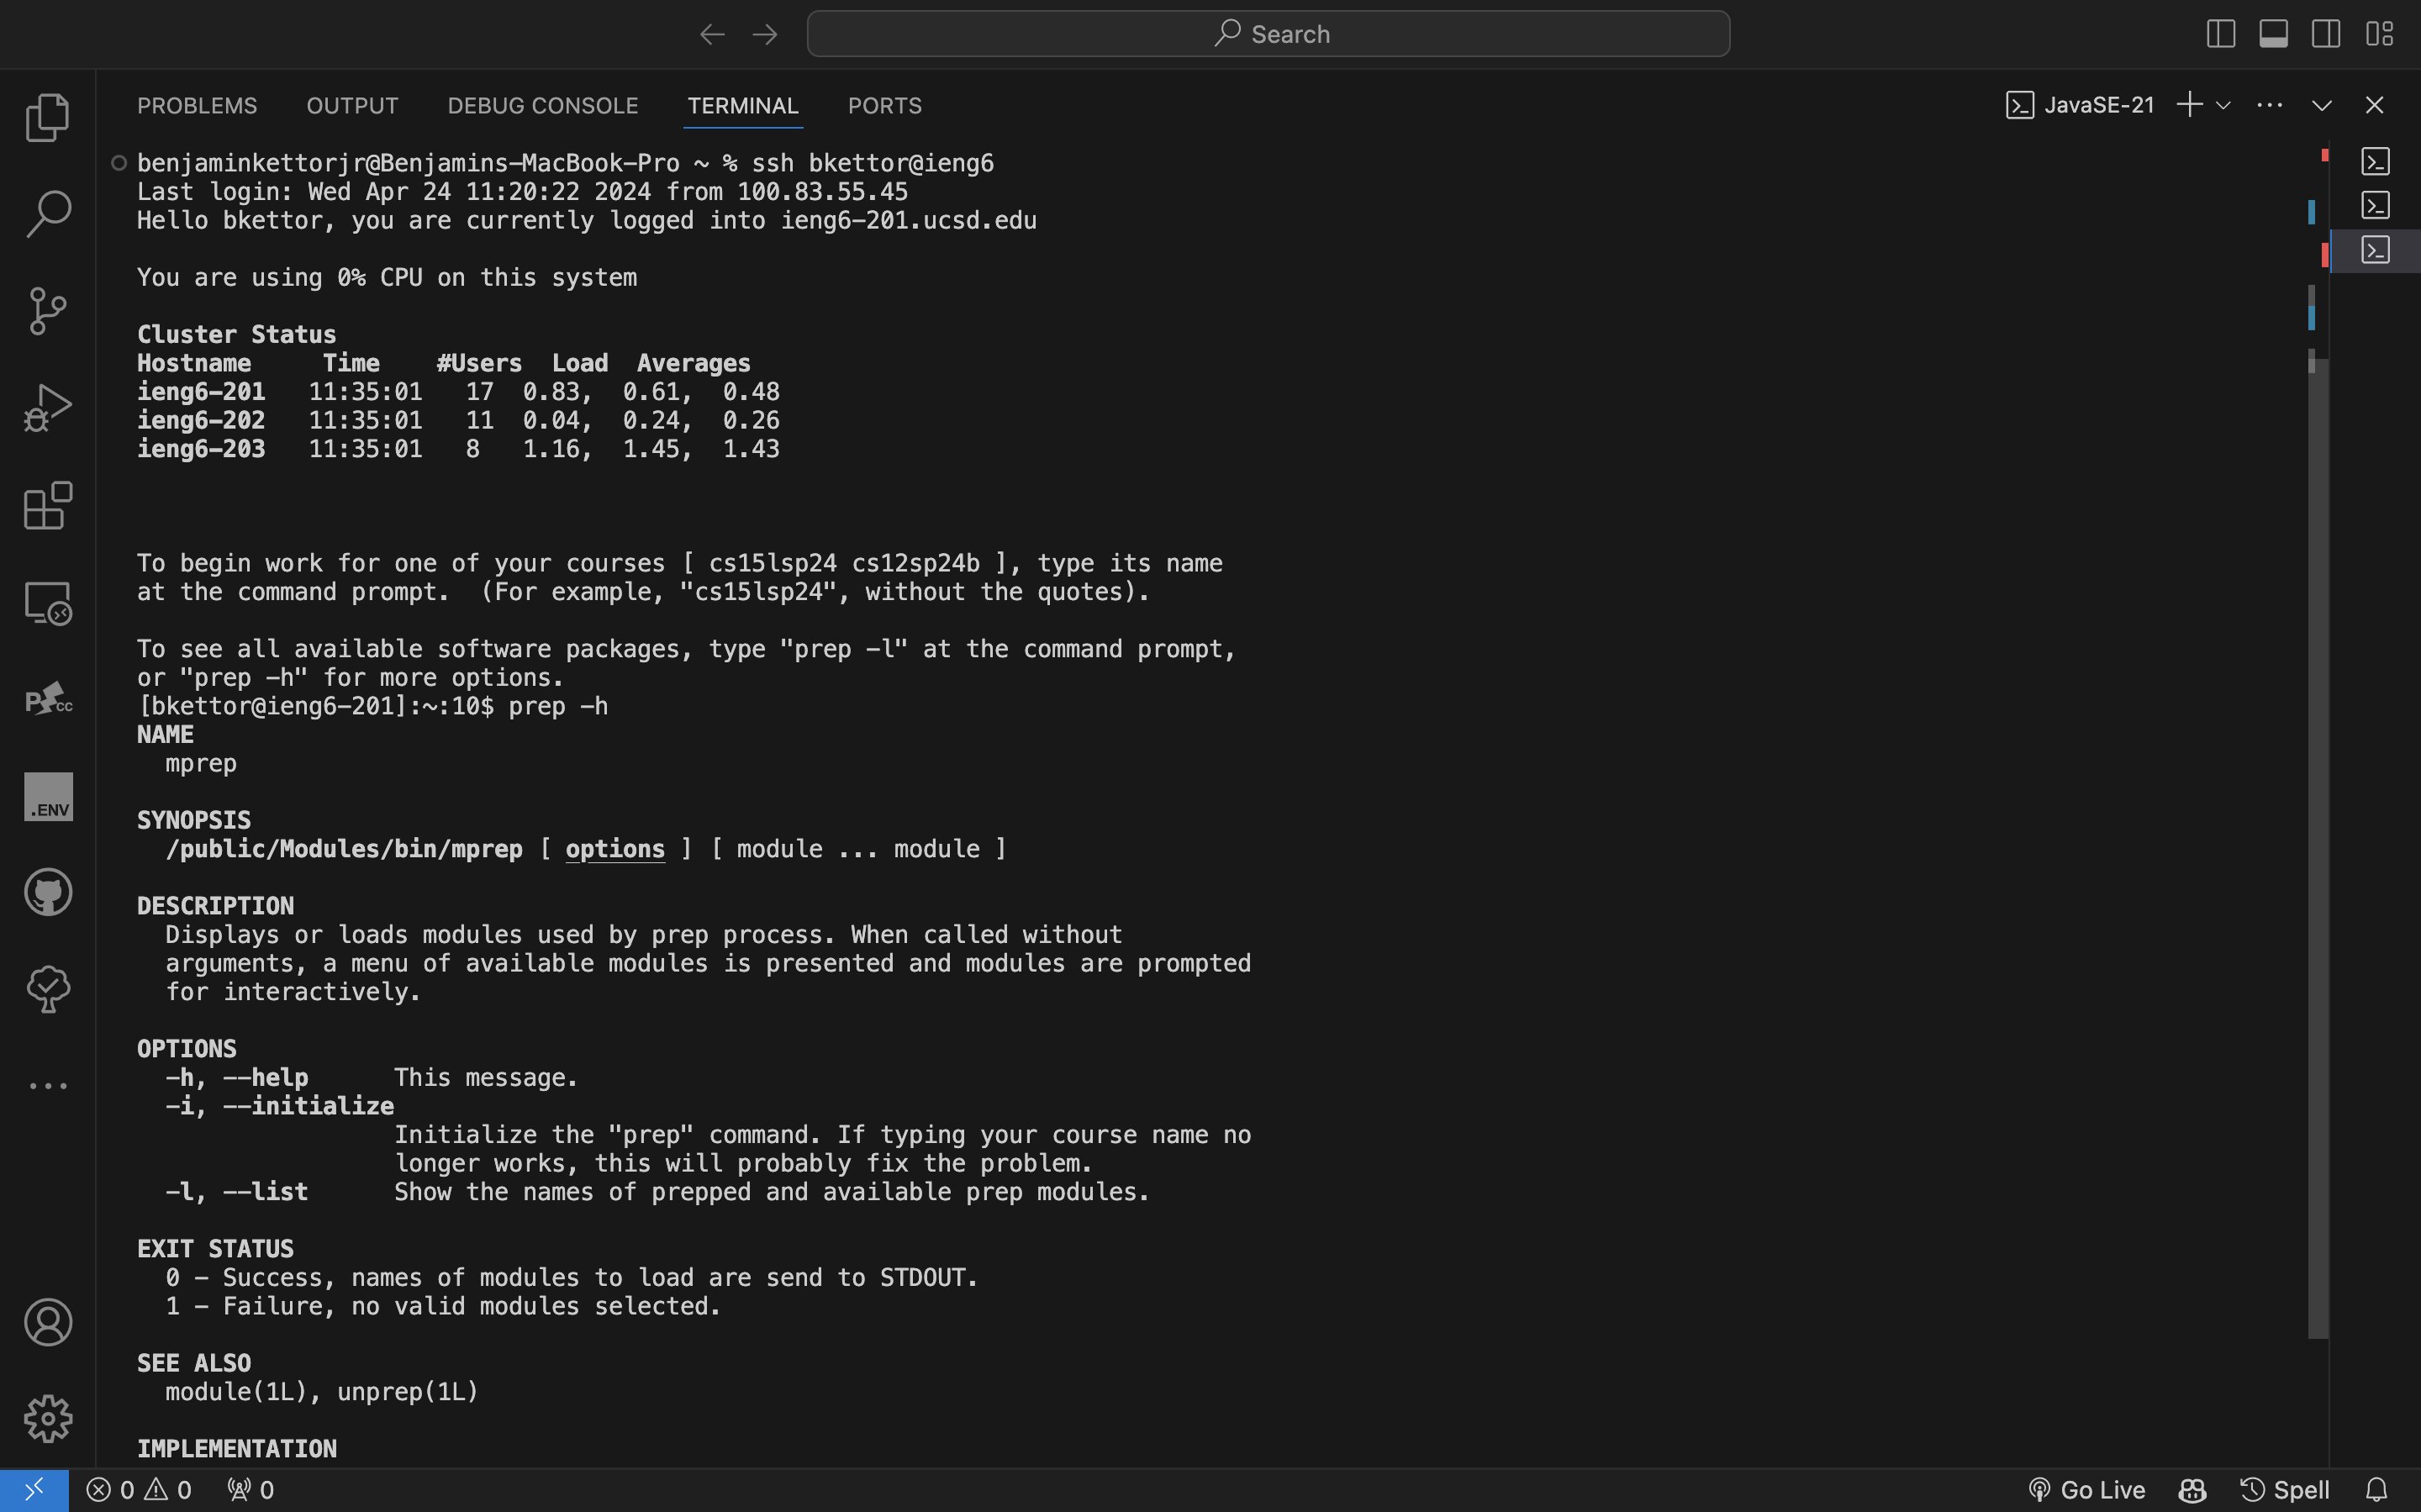 Search
PROBLEMS OUTPUT DEBUG CONSOLE TERMINAL PORTS JavaSE-21
benjaminkettorjr@Benjamins-MacBook-Pro ~ % ssh bkettor@ieng6
Last login: Wed Apr 24 11:20:22 2024 from 100.83.55.45
Hello bkettor, you are currently logged into ieng6-201.ucsd.edu
You are using 0% CPU on this system
Cluster Status
Hostname     Time    #Users  Load  Averages
ieng6-201   11:35:01   17  0.83,  0.61,  0.48
ieng6-202   11:35:01   11  0.04,  0.24,  0.26
ieng6-203   11:35:01   8   1.16,  1.45,  1.43
To begin work for one of your courses [ cs15lsp24 cs12sp24b ], type its name
at the command prompt.  (For example, "cs15lsp24", without the quotes).
To see all available software packages, type "prep -l" at the command prompt,
or "prep -h" for more options.
[bkettor@ieng6-201]:~:10$ prep -h
NAME
mprep
SYNOPSIS
/public/Modules/bin/mprep [ options ] [ module ... module ]
DESCRIPTION
Displays or loads modules used by prep process. When called without
arguments, a menu of available modules is presented and modules are prompted
for interactively.
OPTIONS
-h, --help      This message.
-i, --initialize
Initialize the "prep" command. If typing your course name no
longer works, this will probably fix the problem.
-l, --list      Show the names of prepped and available prep modules.
EXIT STATUS
0 - Success, names of modules to load are send to STDOUT.
1 - Failure, no valid modules selected.
SEE ALSO
module(1L), unprep(1L)
IMPLEMENTATION
P CC
.ENV
0 0 0 Go Live Spell